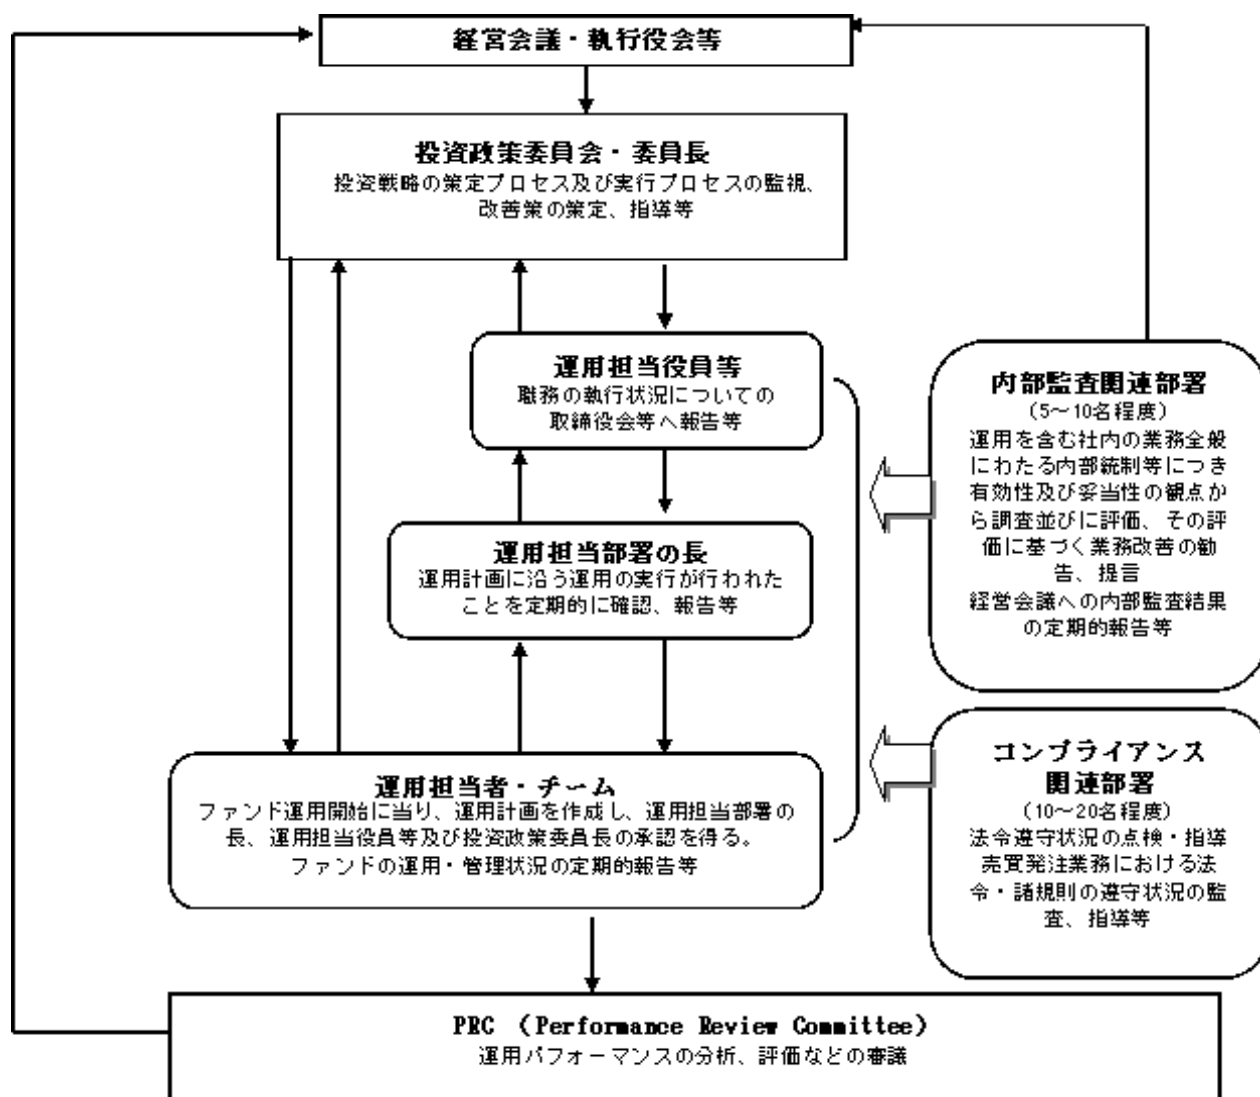 経営会議・執行役会等
投資政策委員会・委員長
投資戦略の策定プロセス及び実行プロセスの監視、
改善策の策定、指導等
運用担当役員等
職務の執行状況についての
取締役会等へ報告等
運用担当部署の長
運用計画に沿う運用の実行が行われた
ことを定期的に確認、報告等
運用担当者・チーム
ファンド運用開始に当り、運用計画を作成し、運用担当部署の
長、運用担当役員等及び投資政策委員長の承認を得る。
ファンドの運用・管理状況の定期的報告等
内部監査関連部署
(5～10名程度)
運用を含む社内の業務全般
にわたる内部統制等につき
有効性及び妥当性の観点か
ら調査並びに評価、その評
価に基づく業務改善の勧
告、提言
経営会議への内部監査結果
の定期的報告等
コンプライアンス
関連部署
(10～20名程度)
法令遵守状況の点検・指導
売買発注業務における法
令・諸規則の遵守状況の監
査、指導等
PRC (Performance Review Committee)
運用パフォーマンスの分析、評価などの審議